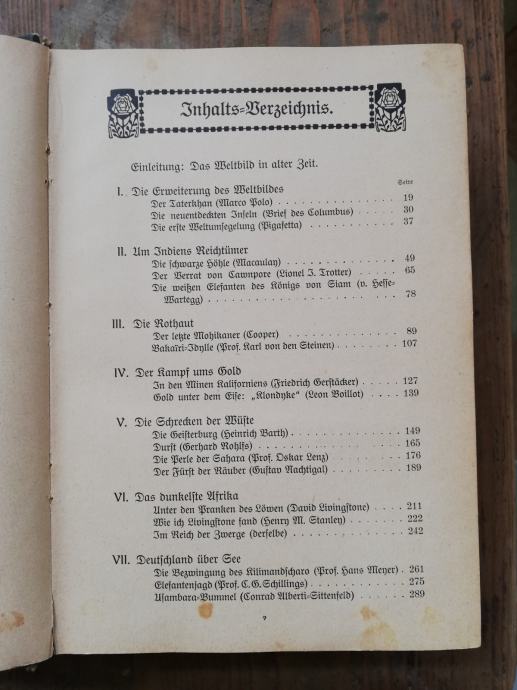 Inhalts-Verzeichnis.
Einleitung: Das Weltbild in alter Zeit.
Seite
I. Die Erweiterung des Weltbildes
Der Taterkhan (Marco Polo) . . . . . . . . . . . . . 19
Die neuentdeckten Inseln (Brief des Columbus) . . . . . 30
Die erste Weltumsegelung (Pigafetta) . . . . . . . . . 37
II. Um Indiens Reichtümer
Die schwarze Höhle (Macaulay) . . . . . . . . . . . . 49
Der Verrat von Cawnpore (Lionel J. Trotter) . . . . . 65
Die weißen Elefanten des Königs von Siam (v. Hesse-
Wartegg) . . . . . . . . . . . . . . . . . 78
III. Die Rothaut
Der letzte Mohikaner (Cooper) . . . . . . . . . . . 89
Bakaïri-Idylle (Prof. Karl von den Steinen) . . . . . . . 107
IV. Der Kampf ums Gold
In den Minen Kaliforniens (Friedrich Gerstäcker) . . . . . 127
Gold unter dem Eise: „Klondyke“ (Leon Boillot) . . . . 139
V. Die Schrecken der Wüste
Die Geisterburg (Heinrich Barth) . . . . . . . . . . . . 149
Durst (Gerhard Rohlfs) . . . . . . . . . . . . . 165
Die Perle der Sahara (Prof. Oskar Lenz) . . . . . . . 176
Der Fürst der Räuber (Gustav Nachtigal) . . . . . . . 189
VI. Das dunkelste Afrika
Unter den Pranken des Löwen (David Livingstone) . . . . 211
Wie ich Livingstone fand (Henry M. Stanley) . . . . . . 222
Im Reich der Zwerge (derselbe) . . . . . . . . . . 242
VII. Deutschland über See
Die Bezwingung des Kilimandscharo (Prof. Hans Meyer) . 261
Elefantenjagd (Prof. C. G. Schillings) . . . . . . . . . . 275
Usambara-Bummel (Conrad Alberti-Sittenfeld) . . . . . . 289